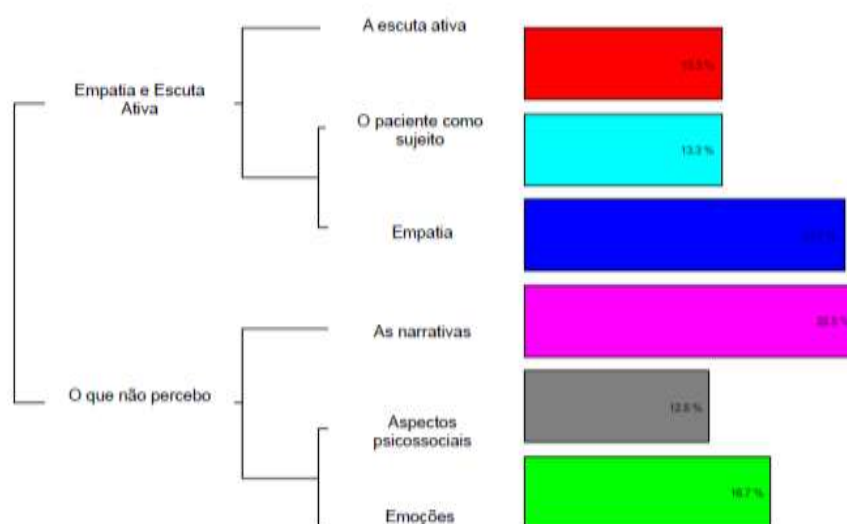 A escuta ativa
Empatia e Escuta
Ativa
O paciente como
sujeito
13.3 %
Empatia
As narrativas
O que não percebo
Aspectos
psicossociais
12.5 %
16.7 %
Emoções